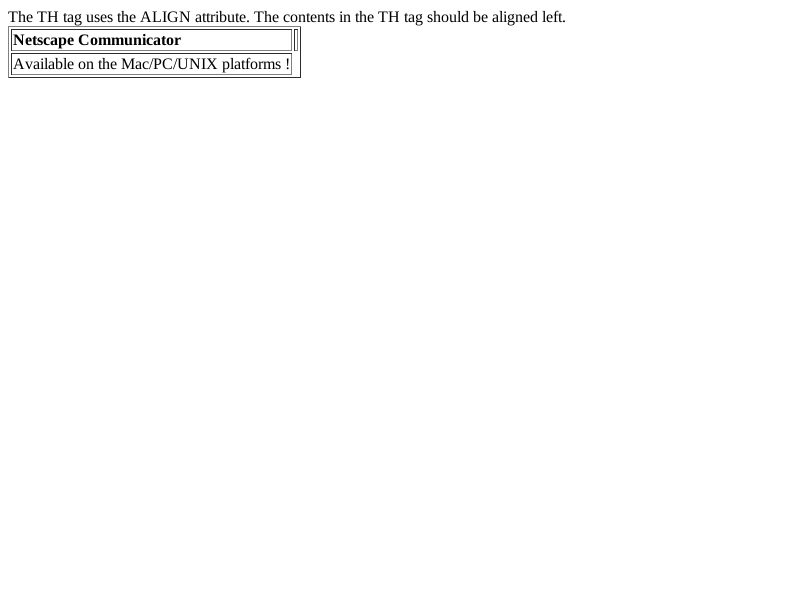 The TH tag uses the ALIGN attribute. The contents in the TH tag should be aligned left.
Netscape Communicator
Available on the Mac/PC/UNIX platforms !